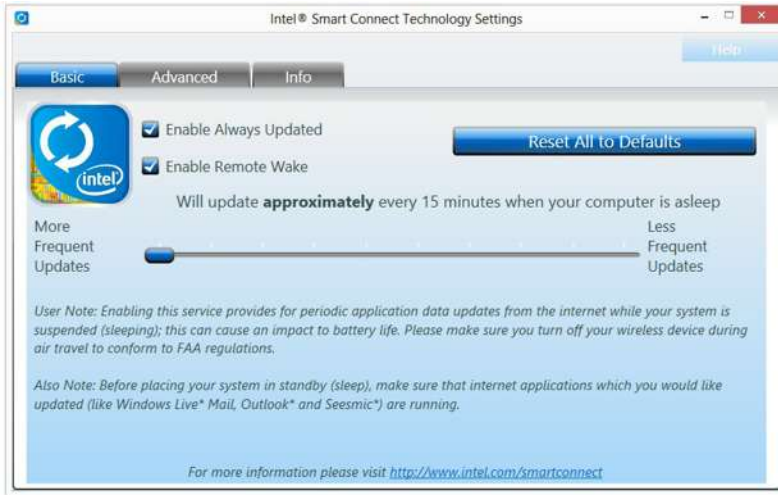 Intel® Smart Connect Technology Settings
Help
Basic Advanced Info
Enable Always Updated
Reset All to Defaults
Enable Remote Wake
intel
Will update approximately every 15 minutes when your computer is asleep
More
Frequent
Updates
Less
Frequent
Updates
User Note: Enabling this service provides for periodic application data updates from the internet while your system is
suspended (sleeping); this can cause an impact to battery life. Please make sure you turn off your wireless device during
air travel to conform to FAA regulations.
Also Note: Before placing your system in standby (sleep), make sure that internet applications which you would like
updated (like Windows Live* Mail, Outlook* and Seesmic*) are running.
For more information please visit http://www.intel.com/smartconnect